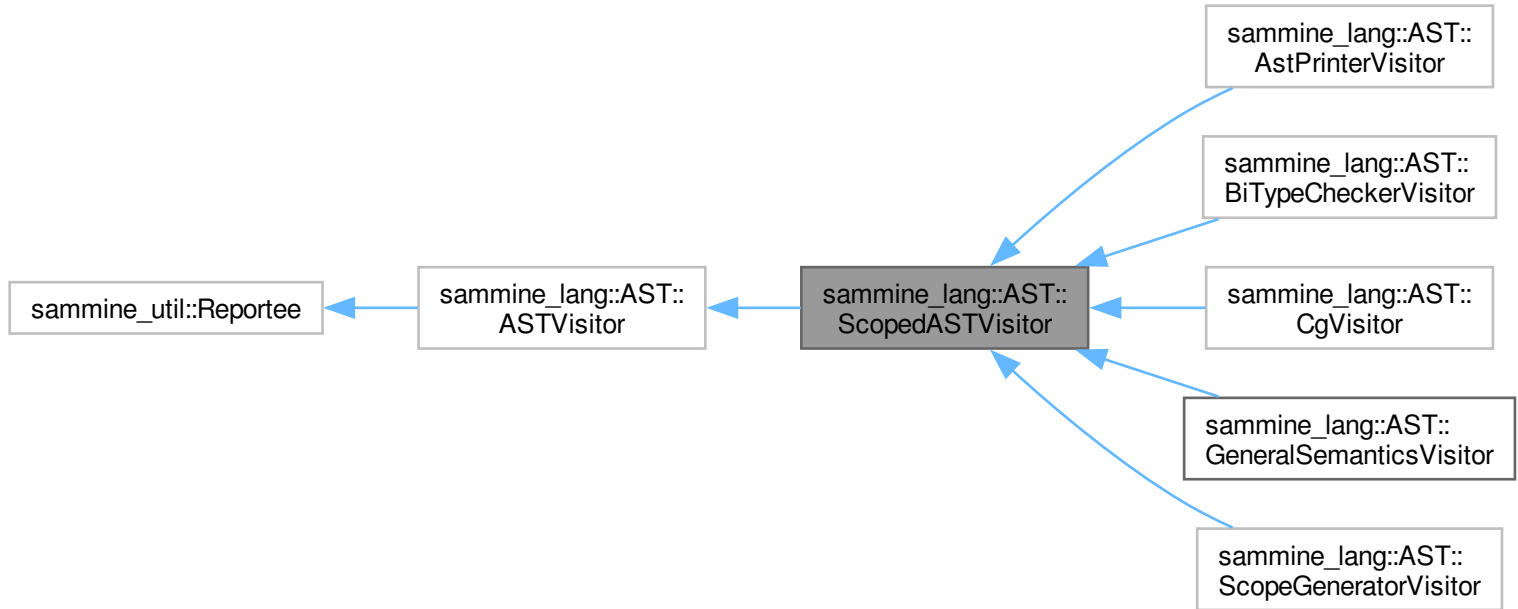 sammine_util::Reportee
sammine_lang::AST::
ASTVisitor
sammine_lang::AST::
ScopedASTVisitor
sammine_lang::AST::
AstPrinterVisitor
sammine_lang::AST::
BiTypeCheckerVisitor
sammine_lang::AST::
CgVisitor
sammine_lang::AST::
GeneralSemanticsVisitor
sammine_lang::AST::
ScopeGeneratorVisitor